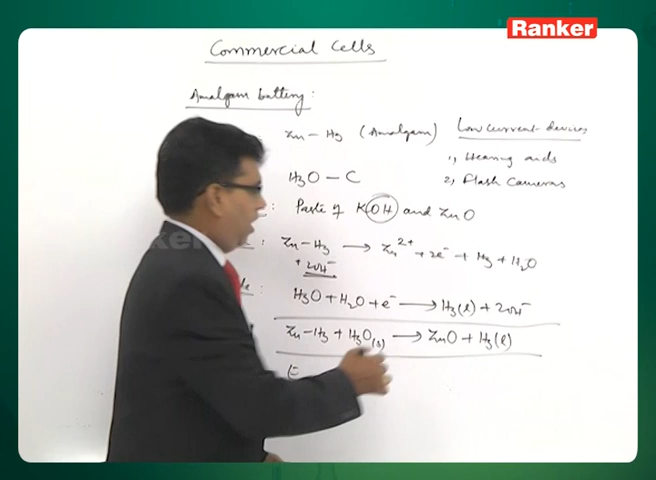 Ranker
Commercial Cells
Amalgam battery:
Zn-Hg (Amalgam) Low current devices
1, Hearing aids
HgO-C
2, Flash Cameras
: Paste of KOH and ZnO
: Zn-Hg → Zn²⁺ + 2e⁻ + Hg + H₂O
+ 2OH⁻
: HgO + H₂O + e⁻ → Hg(l) + 2OH⁻
Zn-Hg + HgO(s) → ZnO + Hg(l)
E